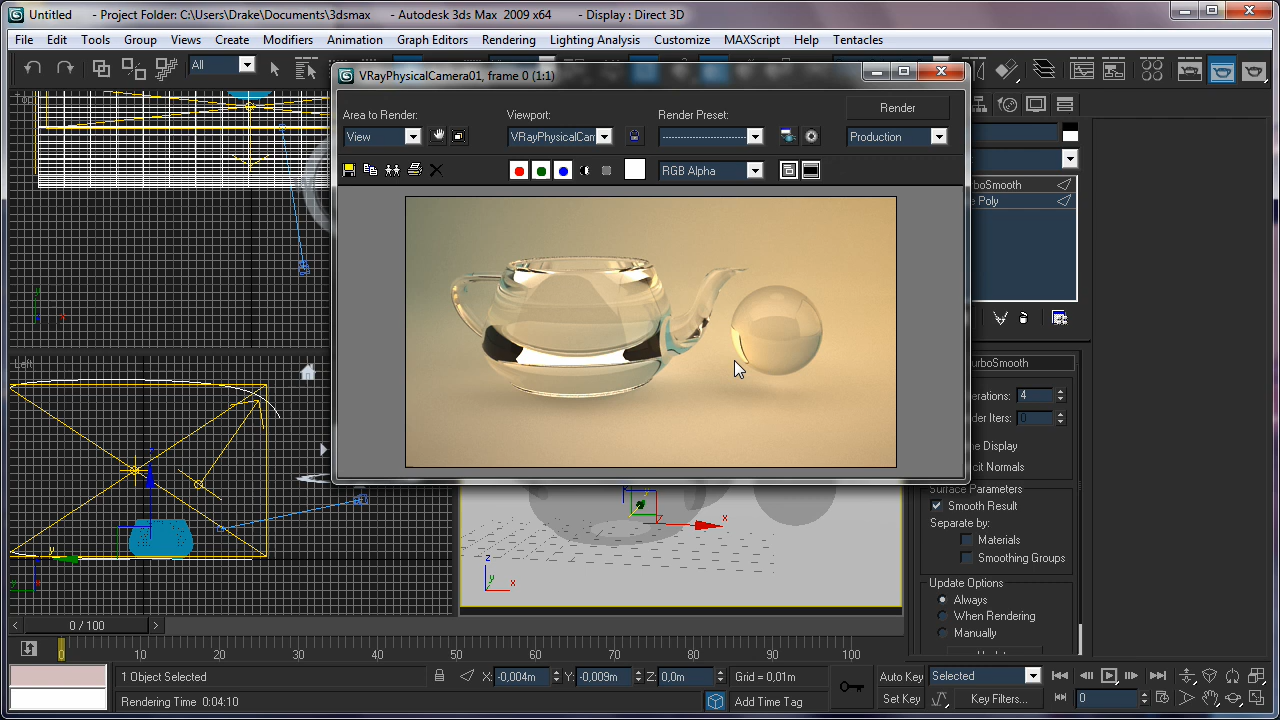 Untitled - Project Folder: C:\Users\Drake\Documents\3dsmax - Autodesk 3ds Max 2009 x64 - Display : Direct 3D
File Edit Tools Group Views Create Modifiers Animation Graph Editors Rendering Lighting Analysis Customize MAXScript Help Tentacles
All
VRayPhysicalCamera01, frame 0 (1:1)
Area to Render: Viewport: Render Preset: Render
View VRayPhysicalCam Production
RGB Alpha
Top
rboSmooth
e Poly
Left
urboSmooth
erations: 4
der Iters: 0
ne Display
icit Normals
Surface Parameters
Smooth Result
Separate by:
Materials
Smoothing Groups
Update Options
Always
When Rendering
Manually
x
z
y
x
y
0 / 100
0 10 20 30 40 50 60 70 80 90 100
1 Object Selected X: -0,004m Y: -0,009m Z: 0,0m Grid = 0,01m Auto Key Selected
Rendering Time 0:04:10 Add Time Tag Set Key Key Filters... 0